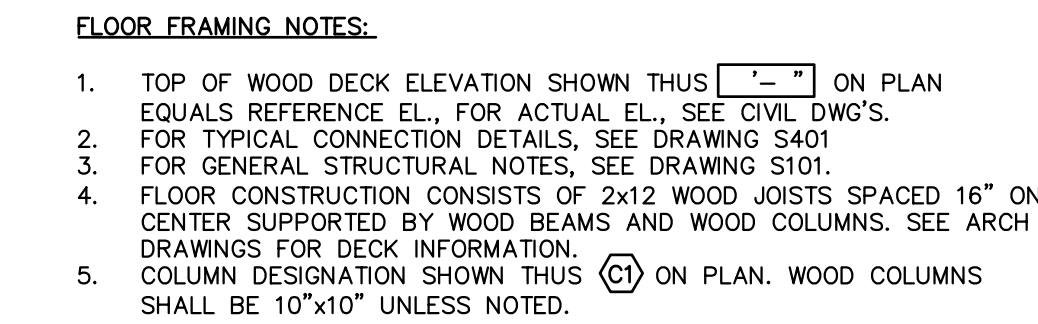 FLOOR FRAMING NOTES:
1. TOP OF WOOD DECK ELEVATION SHOWN THUS '– " ON PLAN
EQUALS REFERENCE EL., FOR ACTUAL EL., SEE CIVIL DWG'S.
2. FOR TYPICAL CONNECTION DETAILS, SEE DRAWING S401
3. FOR GENERAL STRUCTURAL NOTES, SEE DRAWING S101.
4. FLOOR CONSTRUCTION CONSISTS OF 2x12 WOOD JOISTS SPACED 16" ON
CENTER SUPPORTED BY WOOD BEAMS AND WOOD COLUMNS. SEE ARCH
DRAWINGS FOR DECK INFORMATION.
5. COLUMN DESIGNATION SHOWN THUS C1 ON PLAN. WOOD COLUMNS
SHALL BE 10"x10" UNLESS NOTED.